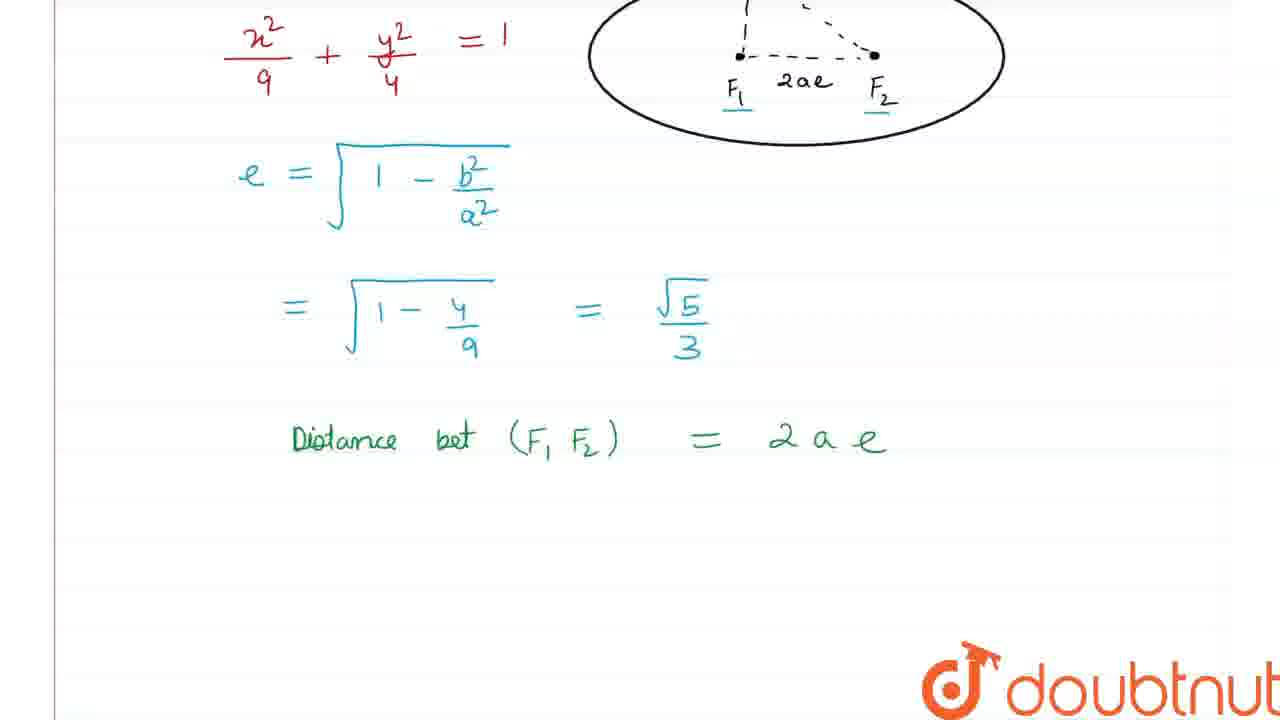 x²/9 + y²/4 = 1
2ae
F₁ F₂
e = √(1 - b²/a²)
= √(1 - 4/9) = √5/3
Distance bet (F₁ F₂) = 2ae
doubtnut